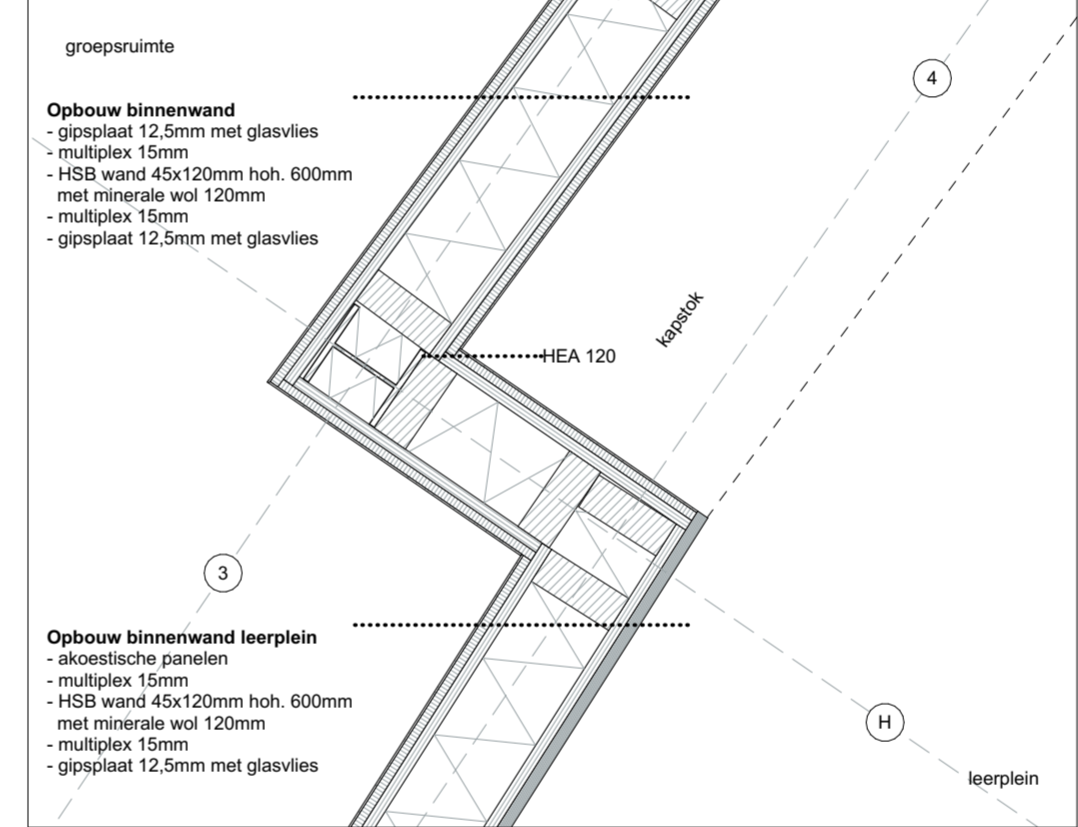 groepsruimte
4
Opbouw binnenwand
- gipsplaat 12,5mm met glasvlies
- multiplex 15mm
- HSB wand 45x120mm hoh. 600mm
met minerale wol 120mm
- multiplex 15mm
- gipsplaat 12,5mm met glasvlies
kapstok
HEA 120
3
Opbouw binnenwand leerplein
- akoestische panelen
- multiplex 15mm
- HSB wand 45x120mm hoh. 600mm
met minerale wol 120mm
- multiplex 15mm
- gipsplaat 12,5mm met glasvlies
H
leerplein